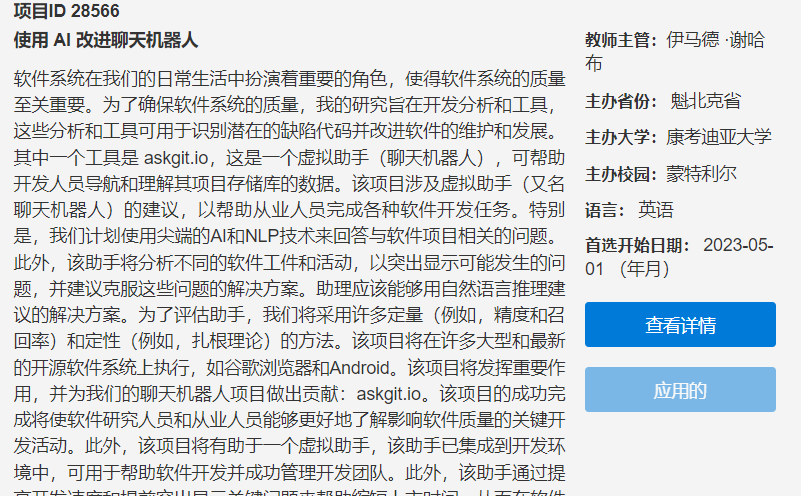 项目ID 28566
使用 AI 改进聊天机器人
软件系统在我们的日常生活中扮演着重要的角色，使得软件系统的质量
至关重要。为了确保软件系统的质量，我的研究旨在开发分析和工具，
这些分析和工具可用于识别潜在的缺陷代码并改进软件的维护和发展。
其中一个工具是 askgit.io，这是一个虚拟助手（聊天机器人），可帮助
开发人员导航和理解其项目存储库的数据。该项目涉及虚拟助手（又名
聊天机器人）的建议，以帮助从业人员完成各种软件开发任务。特别
是，我们计划使用尖端的AI和NLP技术来回答与软件项目相关的问题。
此外，该助手将分析不同的软件工件和活动，以突出显示可能发生的问
题，并建议克服这些问题的解决方案。助理应该能够用自然语言推理建
议的解决方案。为了评估助手，我们将采用许多定量（例如，精度和召
回率）和定性（例如，扎根理论）的方法。该项目将在许多大型和最新
的开源软件系统上执行，如谷歌浏览器和Android。该项目将发挥重要作
用，并为我们的聊天机器人项目做出贡献：askgit.io。该项目的成功完
成将使软件研究人员和从业人员能够更好地了解影响软件质量的关键开
发活动。此外，该项目将有助于一个虚拟助手，该助手已集成到开发环
境中，可用于帮助软件开发并成功管理开发团队。此外，该助手通过提
教师主管：伊马德 ·谢哈
布
主办省份： 魁北克省
主办大学：康考迪亚大学
主办校园：蒙特利尔
语言： 英语
首选开始日期： 2023-05-
01 （年月）
查看详情
应用的